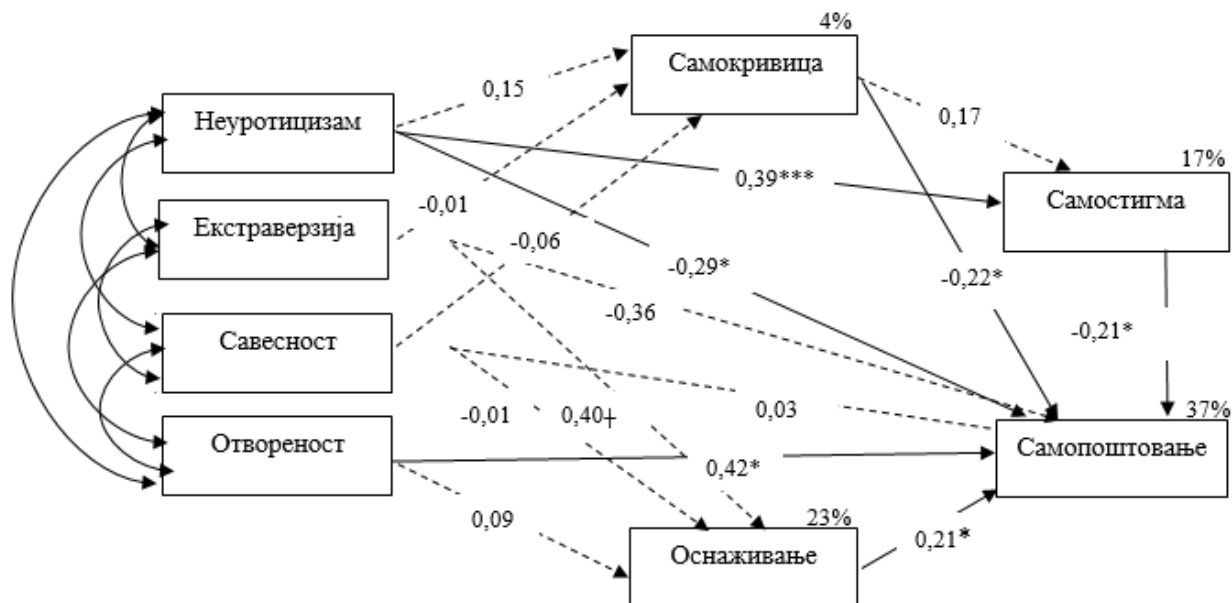 4%
Самокривица
0,15
Неуротицизам
0,17
17%
0,39***
Самостигма
-0,01
Екстраверзија
-0,06
-0,29*
-0,22*
-0,36
Савесност
-0,21*
-0,01
0,40+
0,03
37%
Отвореност
Самопоштовање
0,42*
0,09
23%
Оснаживање
0,21*